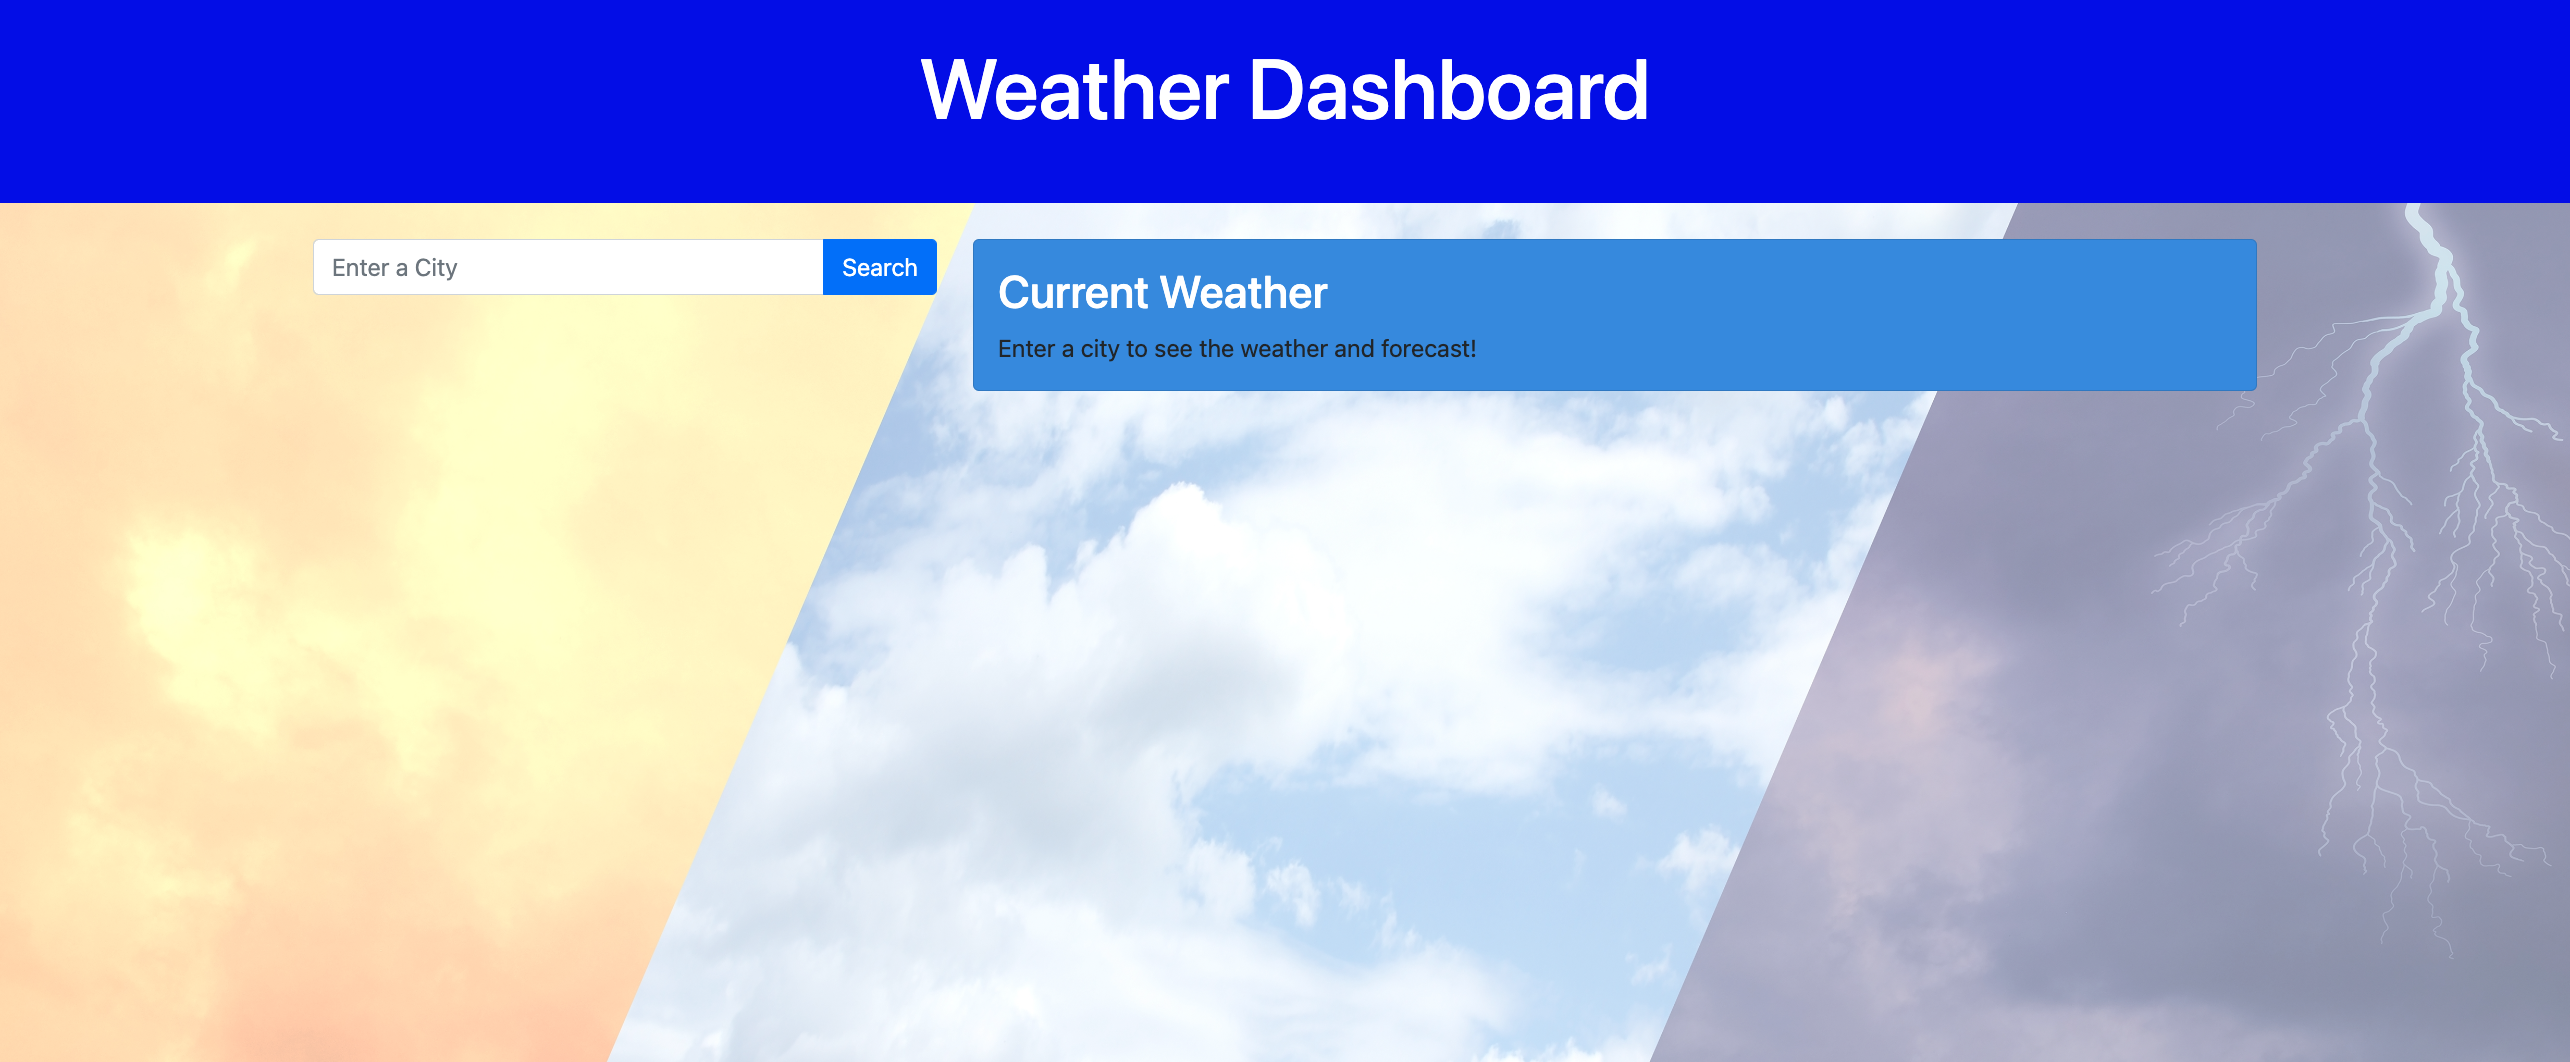 Weather Dashboard
Enter a City
Search
Current Weather
Enter a city to see the weather and forecast!